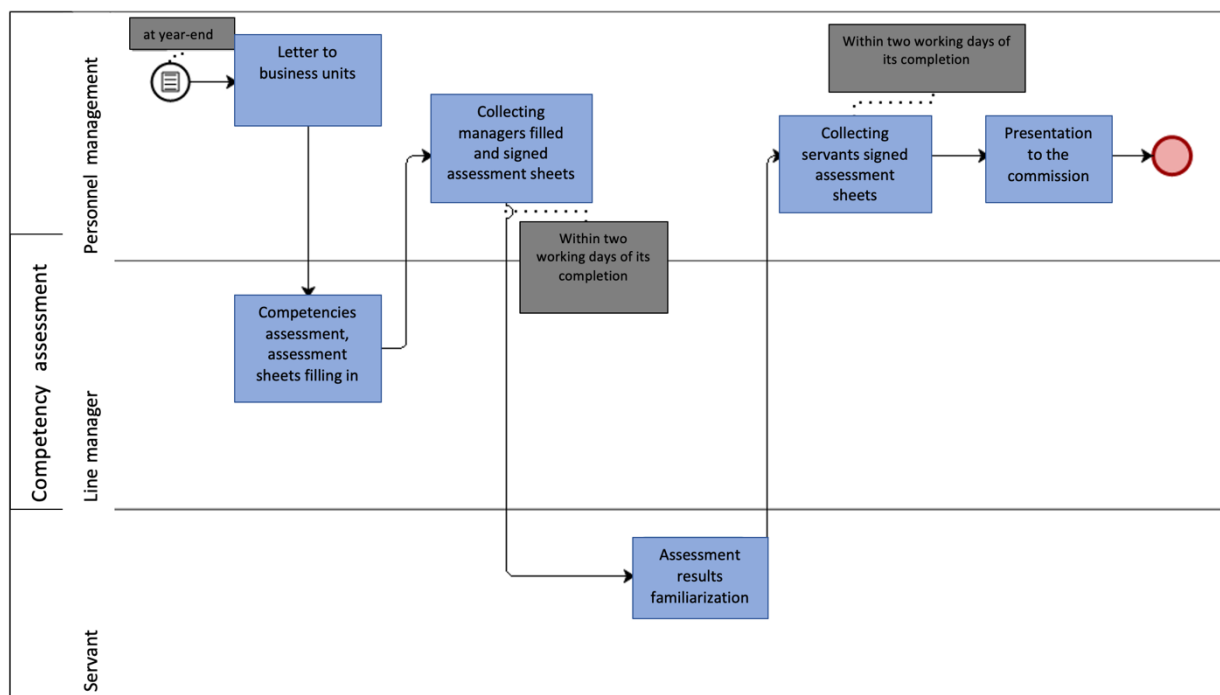 Competency assessment
Personnel management
at year-end
Letter to
business units
Collecting
managers filled
and signed
assessment sheets
Within two
working days of its
completion
Within two working days of
its completion
Collecting
servants signed
assessment
sheets
Presentation
to the
commission
Line manager
Competencies
assessment,
assessment
sheets filling in
Servant
Assessment
results
familiarization